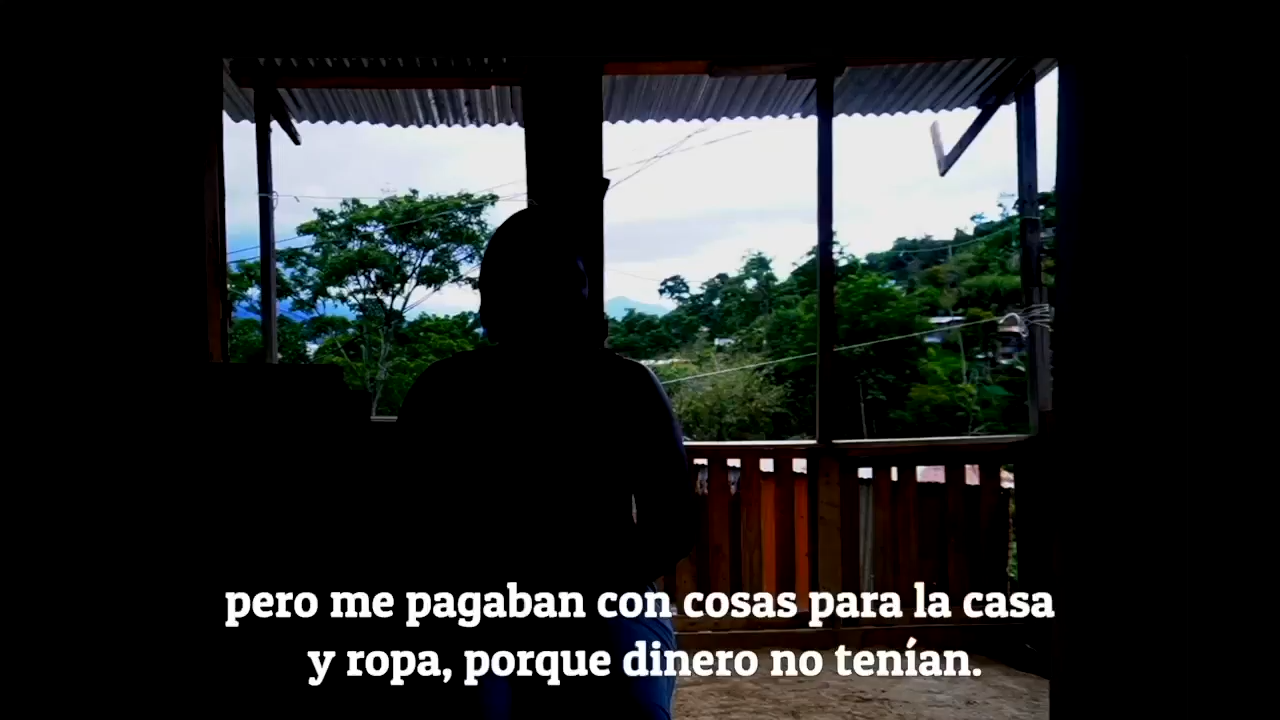 pero me pagaban con cosas para la casa
y ropa, porque dinero no tenían.